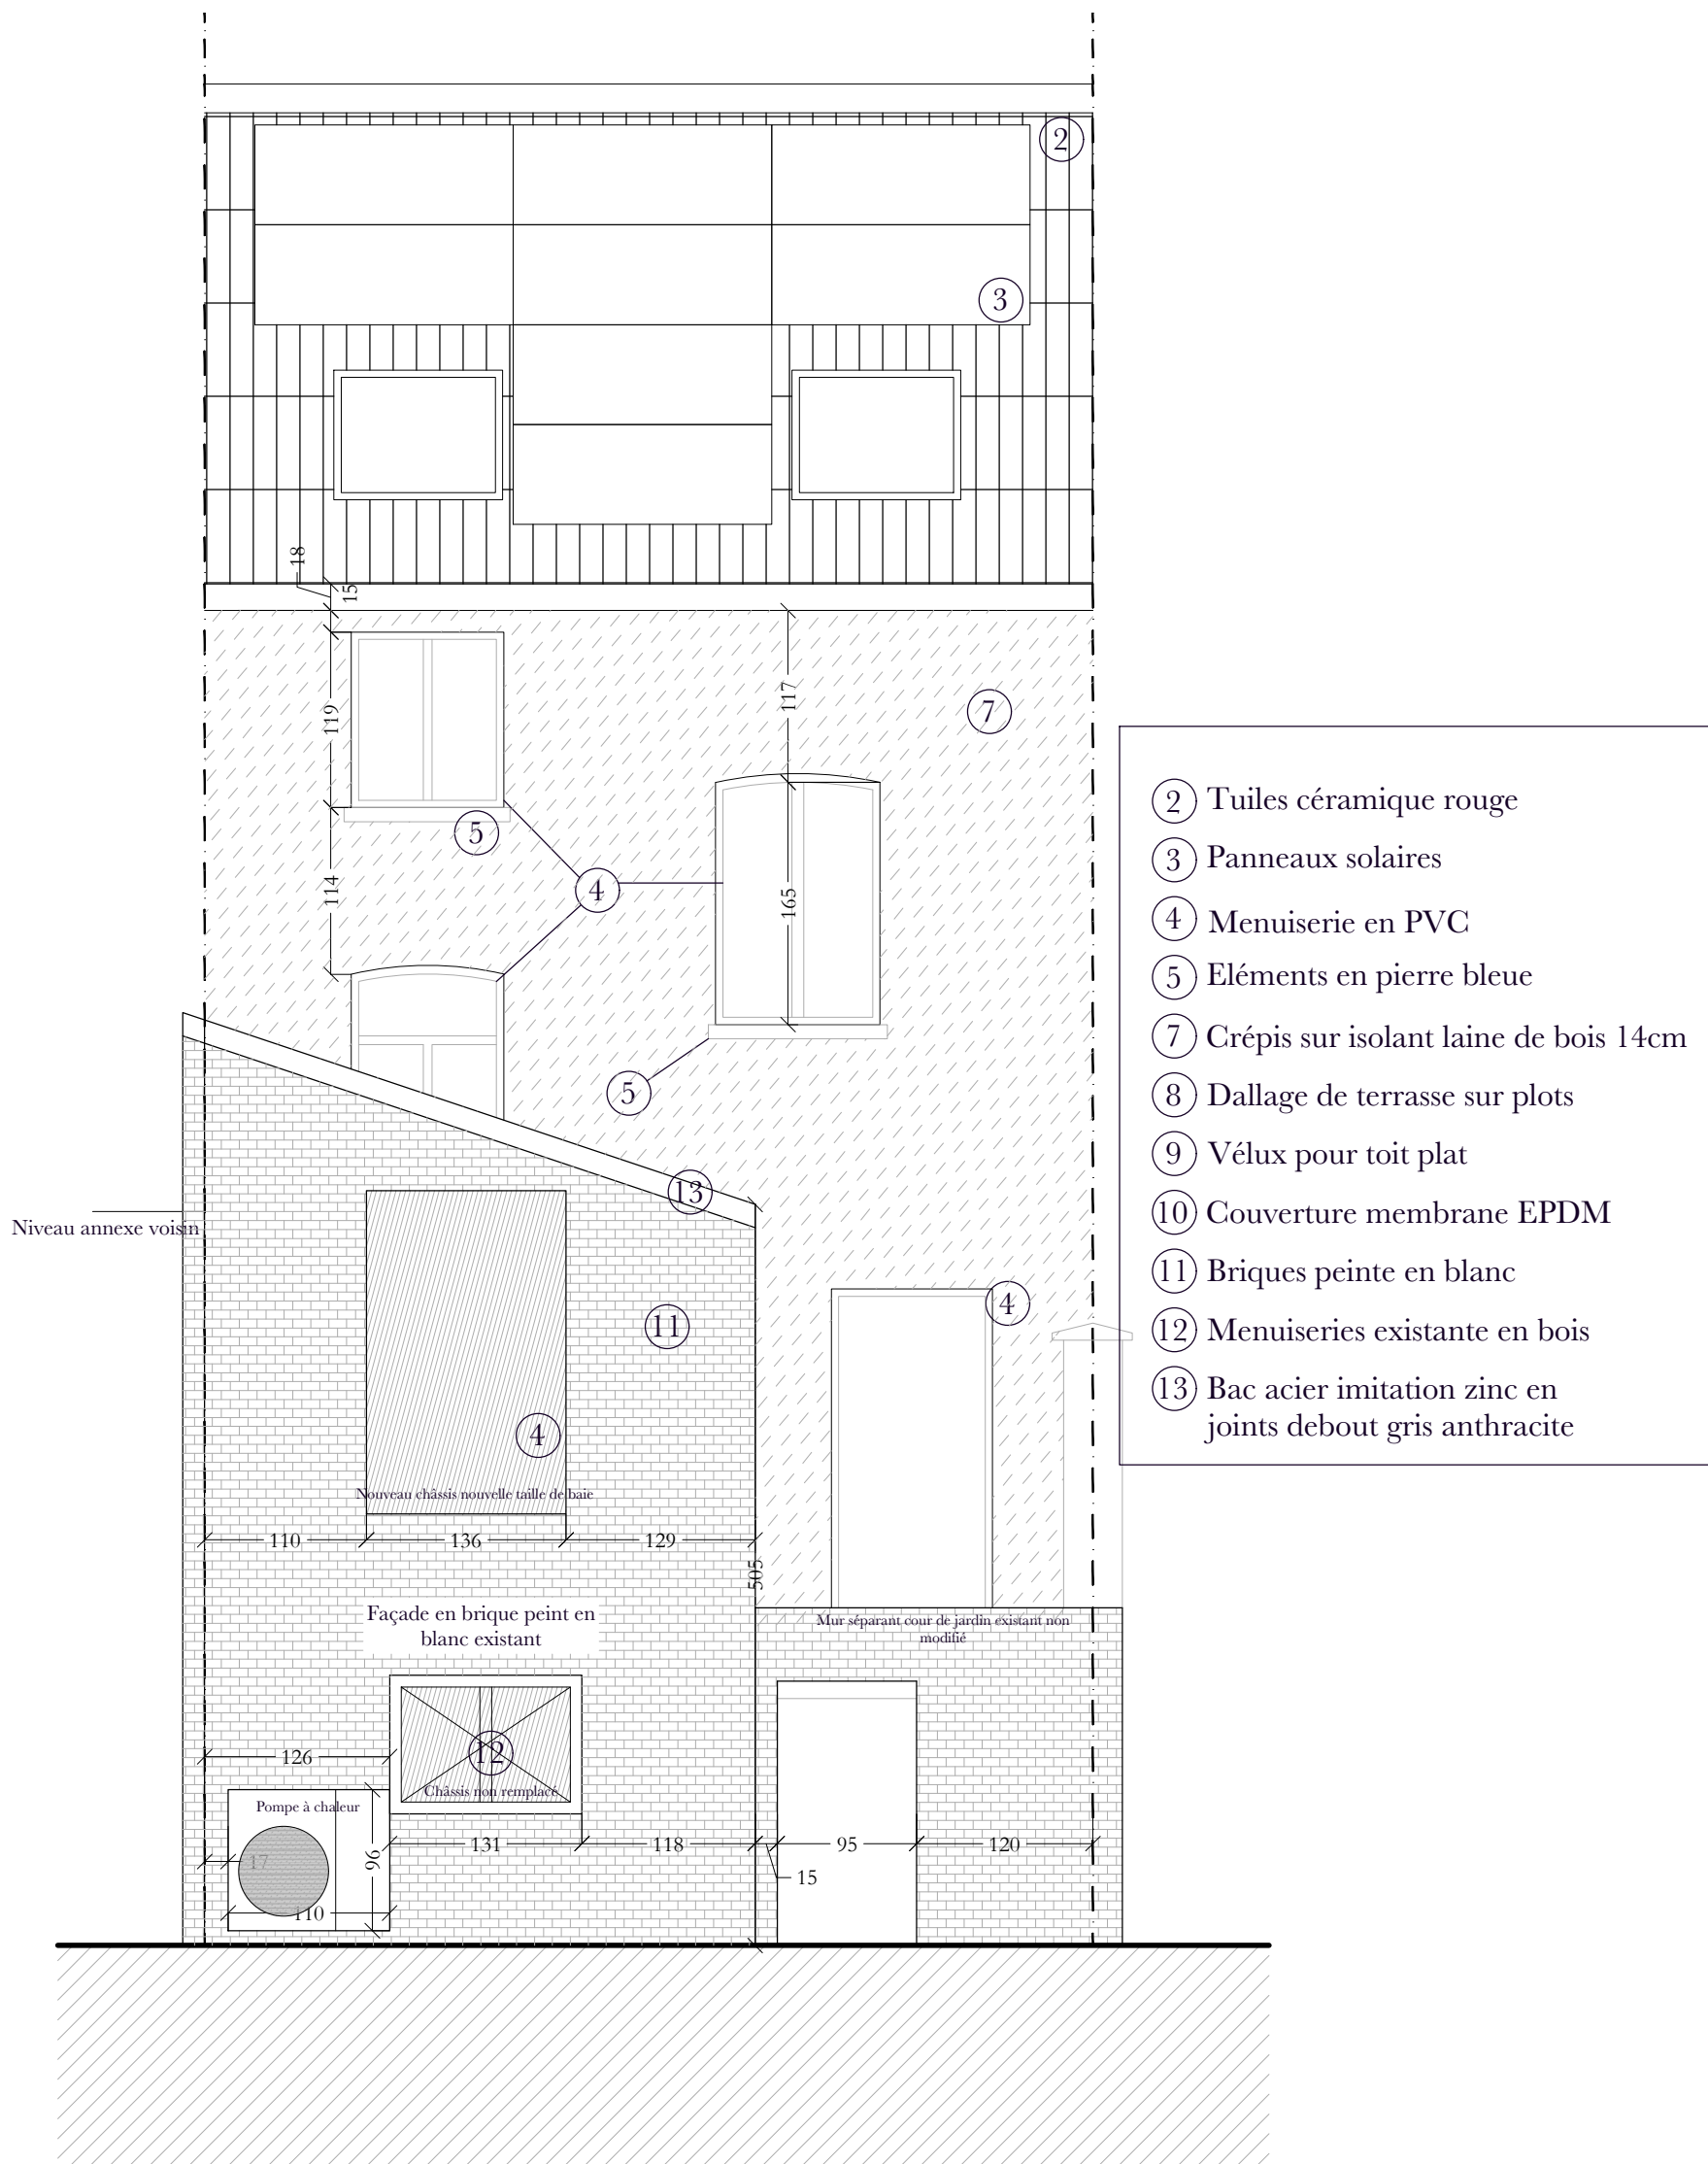 2
3
18
15
119
117
7
5
4
114
165
5
13
Niveau annexe voisin
11
4
4
Nouveau châssis nouvelle taille de baie
110
136
129
505
Façade en brique peint en
blanc existant
Mur séparant cour de jardin existant non
modifié
126
12
Châssis non remplacé
Pompe à chaleur
17
96
110
131
118
95
120
15
2 Tuiles céramique rouge
3 Panneaux solaires
4 Menuiserie en PVC
5 Eléments en pierre bleue
7 Crépis sur isolant laine de bois 14cm
8 Dallage de terrasse sur plots
9 Vélux pour toit plat
10 Couverture membrane EPDM
11 Briques peinte en blanc
12 Menuiseries existante en bois
13 Bac acier imitation zinc en
joints debout gris anthracite